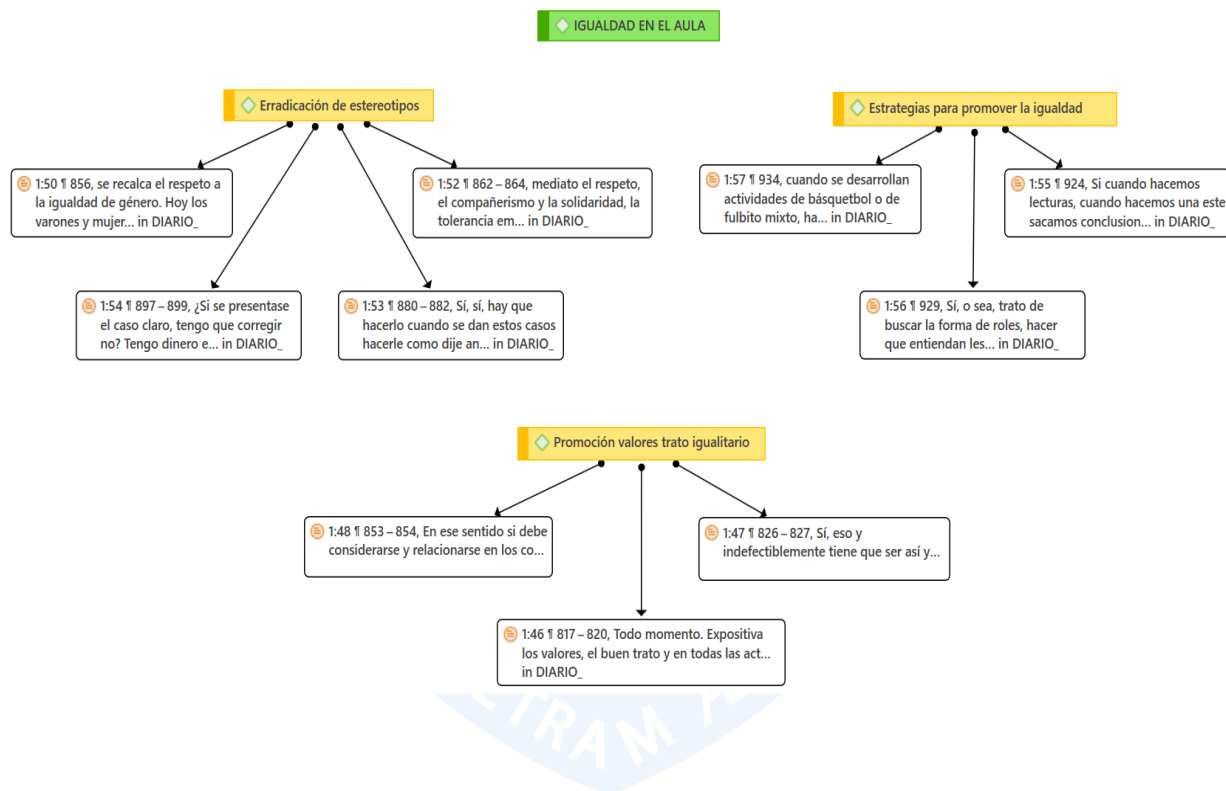 IGUALDAD EN EL AULA
Erradicación de estereotipos
1:50 ¶ 856, se recalca el respeto a
la igualdad de género. Hoy los
varones y mujer... in DIARIO_
1:52 ¶ 862 – 864, mediato el respeto,
el compañerismo y la solidaridad, la
tolerancia em... in DIARIO_
1:54 ¶ 897 – 899, ¿Si se presentase
el caso claro, tengo que corregir
no? Tengo dinero e... in DIARIO_
1:53 ¶ 880 – 882, Sí, sí, hay que
hacerlo cuando se dan estos casos
hacerle como dije an... in DIARIO_
Estrategias para promover la igualdad
1:57 ¶ 934, cuando se desarrollan
actividades de básquetbol o de
fulbito mixto, ha... in DIARIO_
1:55 ¶ 924, Si cuando hacemos
lecturas, cuando hacemos una este
sacamos conclusion... in DIARIO_
1:56 ¶ 929, Sí, o sea, trato de
buscar la forma de roles, hacer
que entiendan les... in DIARIO_
Promoción valores trato igualitario
1:48 ¶ 853 – 854, En ese sentido si debe
considerarse y relacionarse en los co...
1:47 ¶ 826 – 827, Sí, eso y
indefectiblemente tiene que ser así y...
1:46 ¶ 817 – 820, Todo momento. Expositiva
los valores, el buen trato y en todas las act...
in DIARIO_